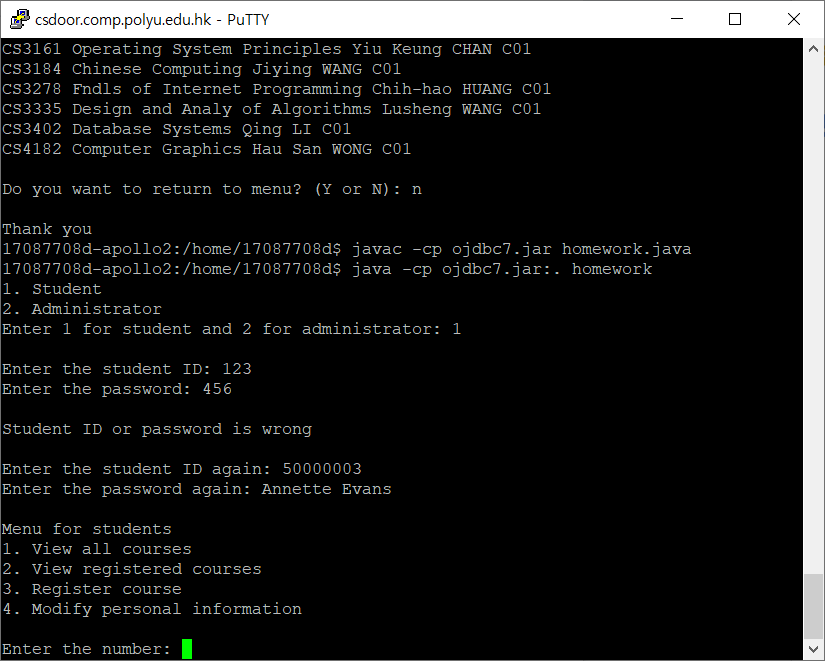 csdoor.comp.polyu.edu.hk - PuTTY
CS3161 Operating System Principles Yiu Keung CHAN C01
CS3184 Chinese Computing Jiying WANG C01
CS3278 Fndls of Internet Programming Chih-hao HUANG C01
CS3335 Design and Analy of Algorithms Lusheng WANG C01
CS3402 Database Systems Qing LI C01
CS4182 Computer Graphics Hau San WONG C01
Do you want to return to menu? (Y or N): n
Thank you
17087708d-apollo2:/home/17087708d$ javac -cp ojdbc7.jar homework.java
17087708d-apollo2:/home/17087708d$ java -cp ojdbc7.jar:. homework
1. Student
2. Administrator
Enter 1 for student and 2 for administrator: 1
Enter the student ID: 123
Enter the password: 456
Student ID or password is wrong
Enter the student ID again: 50000003
Enter the password again: Annette Evans
Menu for students
1. View all courses
2. View registered courses
3. Register course
4. Modify personal information
Enter the number: